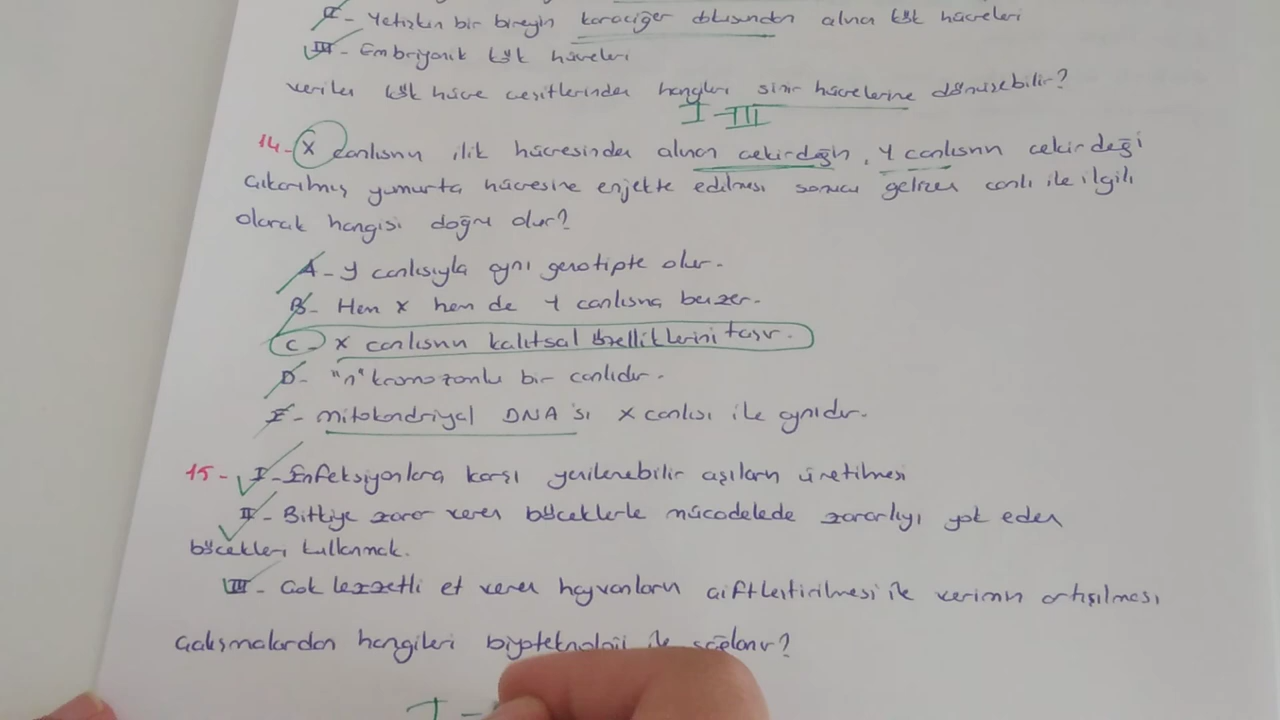 II- Yetişkin bir bireyin karaciğer dokusundan alınan kök hücreleri
III- Embriyonik kök hücreleri
verilen kök hücre çeşitlerinden hangileri sinir hücrelerine dönüşebilir?
I-III
14- X canlısının ilik hücresinden alınan çekirdeğin, Y canlısının çekirdeği
çıkarılmış yumurta hücresine enjekte edilmesi sonucu gelişen canlı ile ilgili
olarak hangisi doğru olur?
A- Y canlısıyla aynı genotipte olur.
B- Hem X hem de Y canlısına benzer.
C- X canlısının kalıtsal özelliklerini taşır.
D- "n" kromozomlu bir canlıdır.
E- mitokondriyal DNA'sı X canlısı ile aynıdır.
15- I- Enfeksiyonlara karşı yenilenebilir aşıların üretilmesi
II- Bitkiye zarar veren böceklerle mücadelede zararlıyı yok eden
böcekleri kullanmak.
III- Çok lezzetli et veren hayvanların çiftleştirilmesi ile verimin artışılması
Çalışmalardan hangileri biyoteknoloji ile sağlanır?
I-